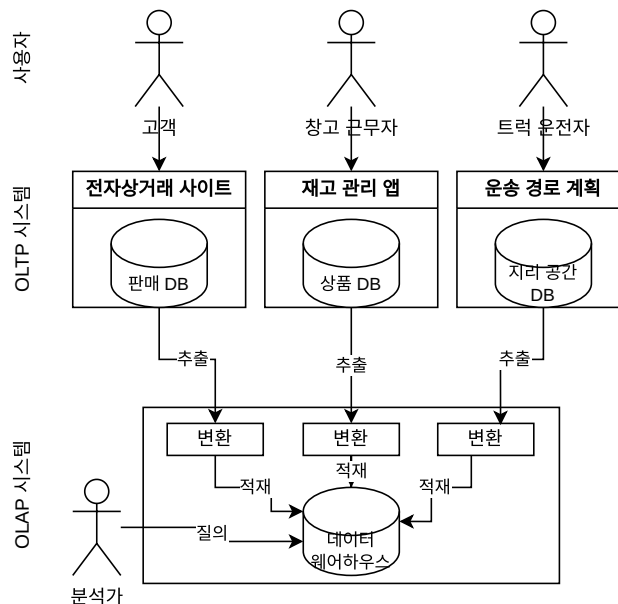 사용자
고객
창고 근무자
트럭 운전자
OLTP 시스템
전자상거래 사이트
재고 관리 앱
운송 경로 계획
판매 DB
상품 DB
지리 공간
DB
추출
추출
추출
OLAP 시스템
변환
변환
변환
적재
적재
적재
질의
데이터
웨어하우스
분석가